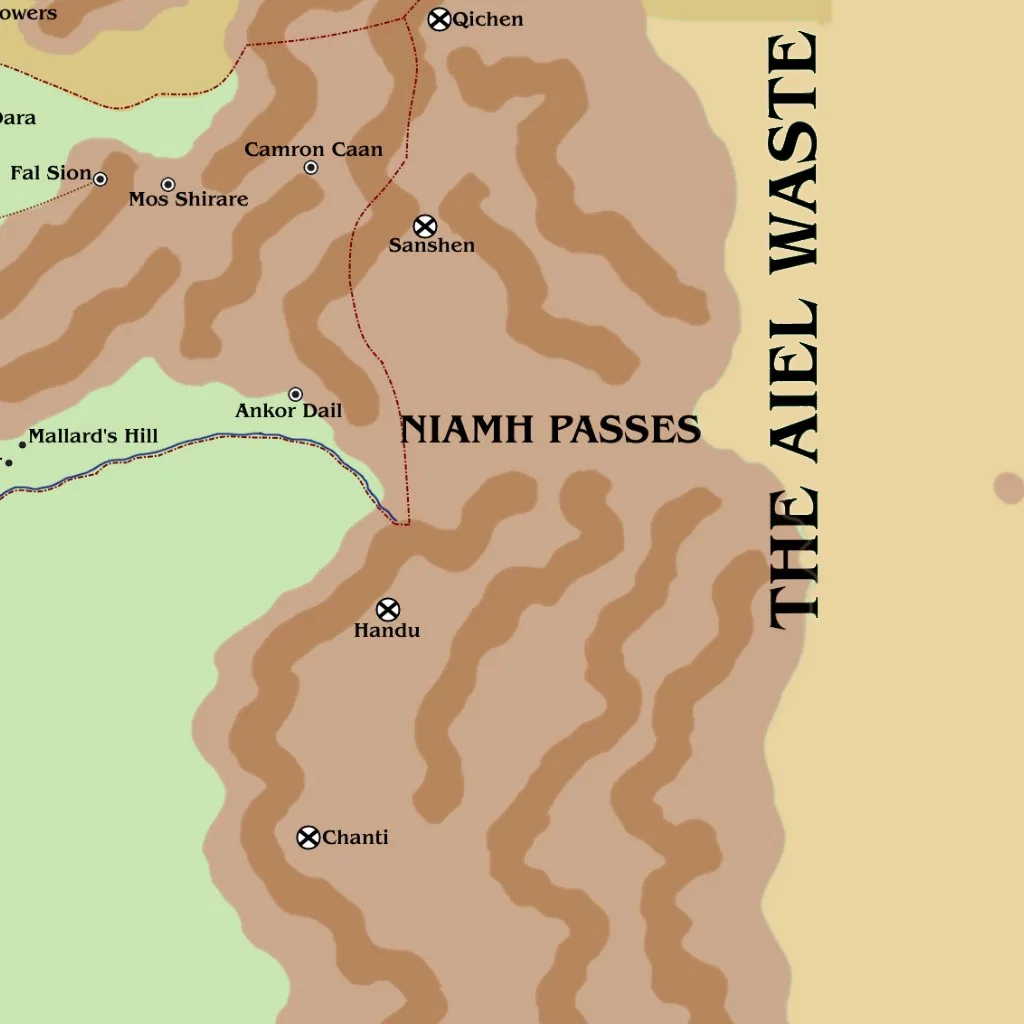 owers
Qichen
ara
Camron Caan
Fal Sion
Mos Shirare
Sanshen
THE AIEL WASTE
Ankor Dail
NIAMH PASSES
Mallard's Hill
Handu
Chanti